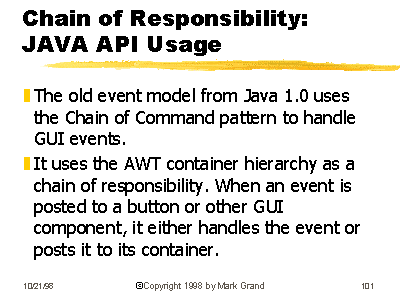 Chain of Responsibility:
JAVA API Usage
The old event model from Java 1.0 uses
the Chain of Command pattern to handle
GUI events.
It uses the AWT container hierarchy as a
chain of responsibility. When an event is
posted to a button or other GUI
component, it either handles the event or
posts it to its container.
10/21/98 ©Copyright 1998 by Mark Grand 101